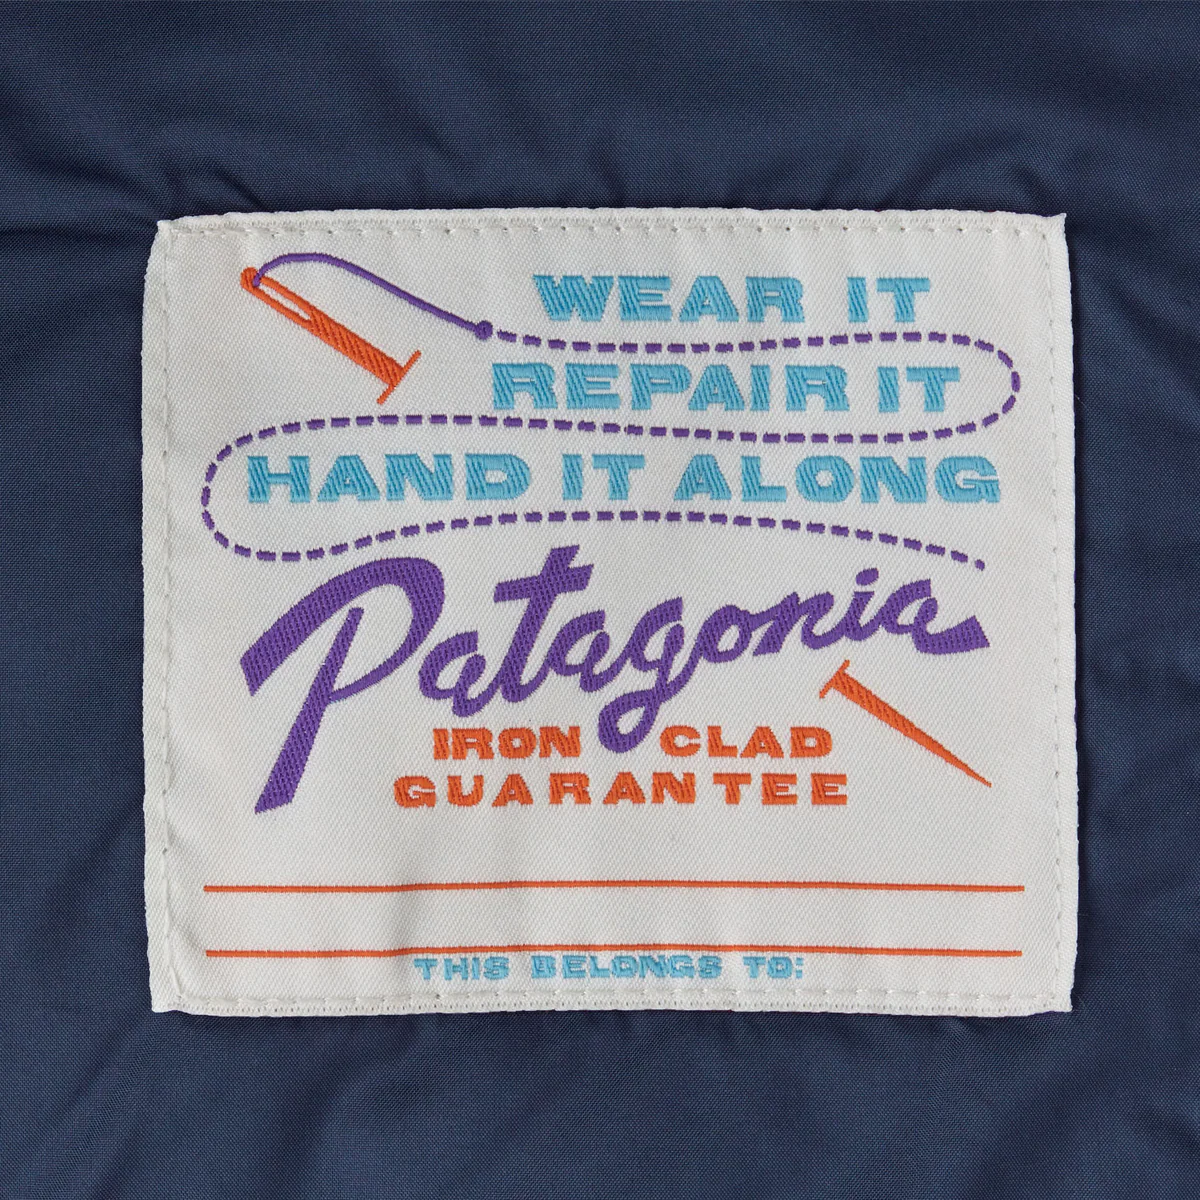 WEAR IT
REPAIR IT
HAND IT ALONG
Patagonia
IRON CLAD
GUARANTEE
THIS BELONGS TO: